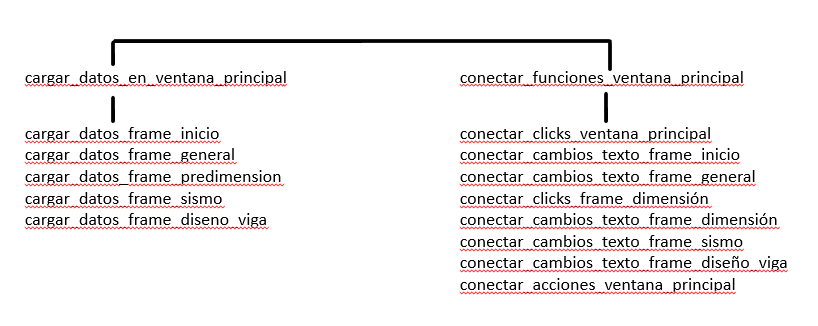 cargar_datos_en_ventana_principal
conectar_funciones_ventana_principal
cargar_datos_frame_inicio
cargar_datos_frame_general
cargar_datos_frame_predimension
cargar_datos_frame_sismo
cargar_datos_frame_diseno_viga
conectar_clicks_ventana_principal
conectar_cambios_texto_frame_inicio
conectar_cambios_texto_frame_general
conectar_clicks_frame_dimensión
conectar_cambios_texto_frame_dimensión
conectar_cambios_texto_frame_sismo
conectar_cambios_texto_frame_diseño_viga
conectar_acciones_ventana_principal